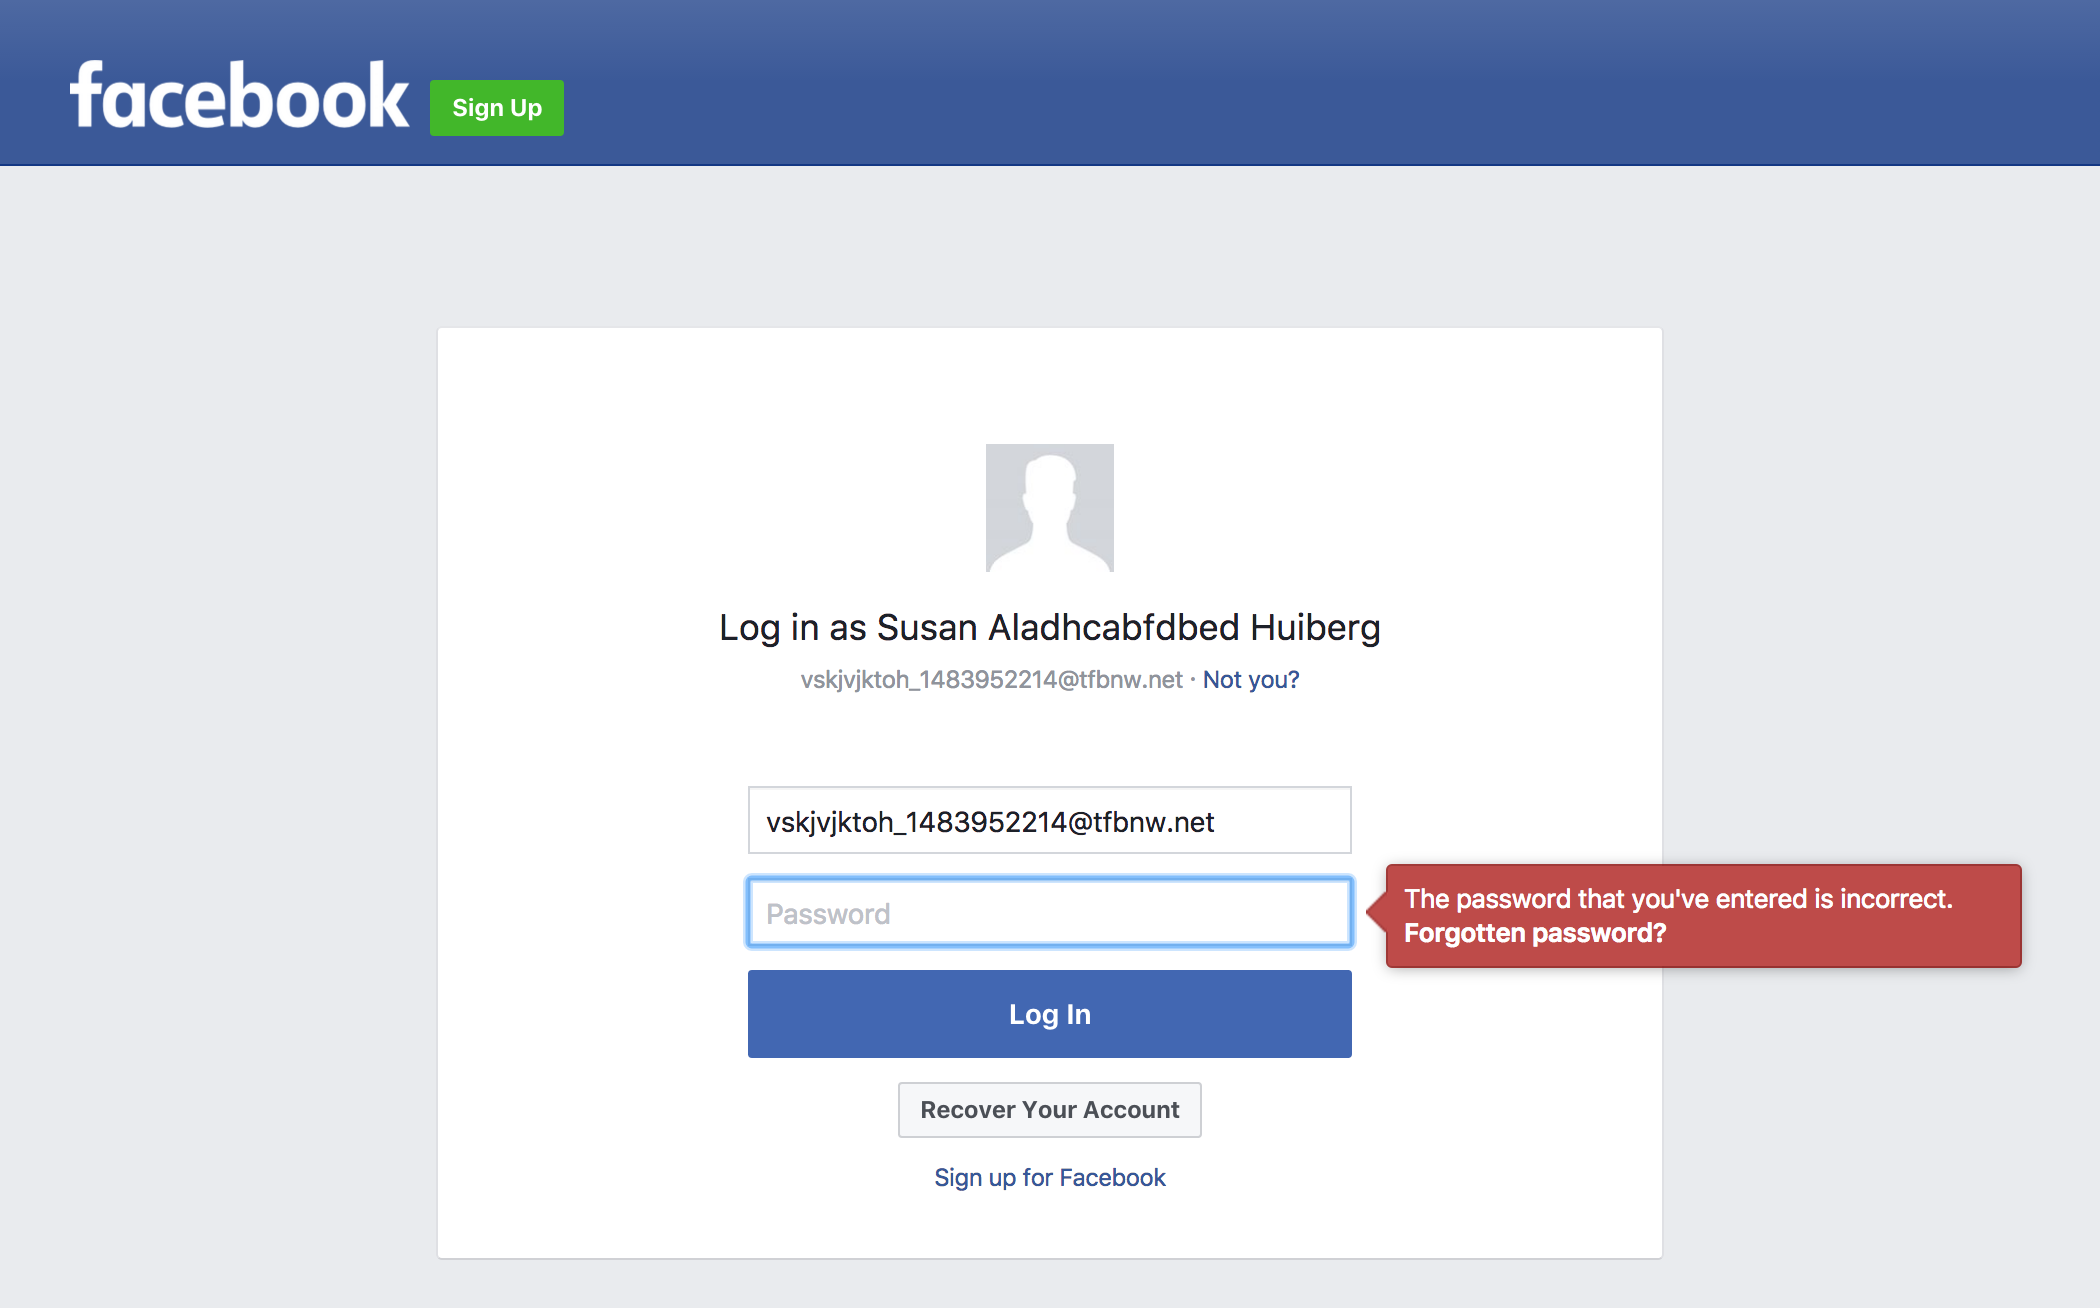 facebook
Sign Up
Log in as Susan Aladhcabfdbed Huiberg
vskjvjktoh_1483952214@tfbnw.net · Not you?
vskjvjktoh_1483952214@tfbnw.net
Password
The password that you've entered is incorrect.
Forgotten password?
Log In
Recover Your Account
Sign up for Facebook